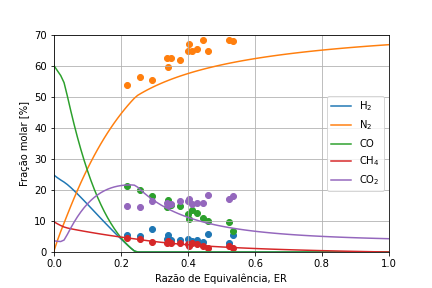 70
60
50
40
30
20
10
0
Fração molar [%]
H₂
N₂
CO
CH₄
CO₂
0.0 0.2 0.4 0.6 0.8 1.0
Razão de Equivalência, ER